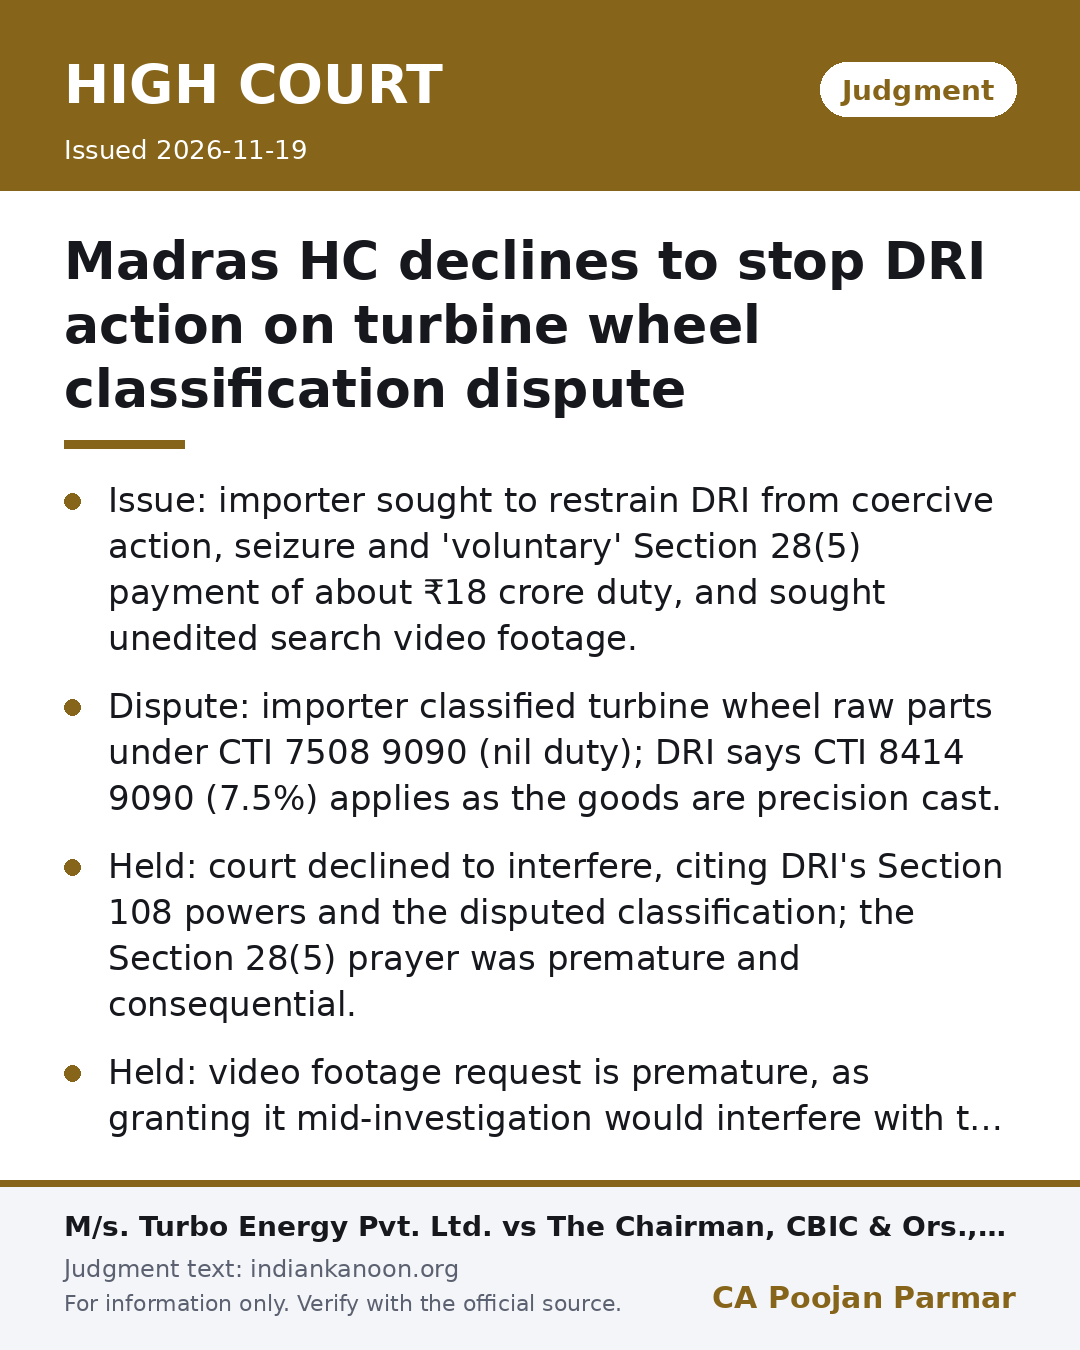 HIGH COURT
Judgment
Issued 2026-11-19
Madras HC declines to stop DRI
action on turbine wheel
classification dispute
Issue: importer sought to restrain DRI from coercive
action, seizure and 'voluntary' Section 28(5)
payment of about ₹18 crore duty, and sought
unedited search video footage.
Dispute: importer classified turbine wheel raw parts
under CTI 7508 9090 (nil duty); DRI says CTI 8414
9090 (7.5%) applies as the goods are precision cast.
Held: court declined to interfere, citing DRI's Section
108 powers and the disputed classification; the
Section 28(5) prayer was premature and
consequential.
Held: video footage request is premature, as
granting it mid-investigation would interfere with t…
M/s. Turbo Energy Pvt. Ltd. vs The Chairman, CBIC & Ors.,…
Judgment text: indiankanoon.org
For information only. Verify with the official source.
CA Poojan Parmar